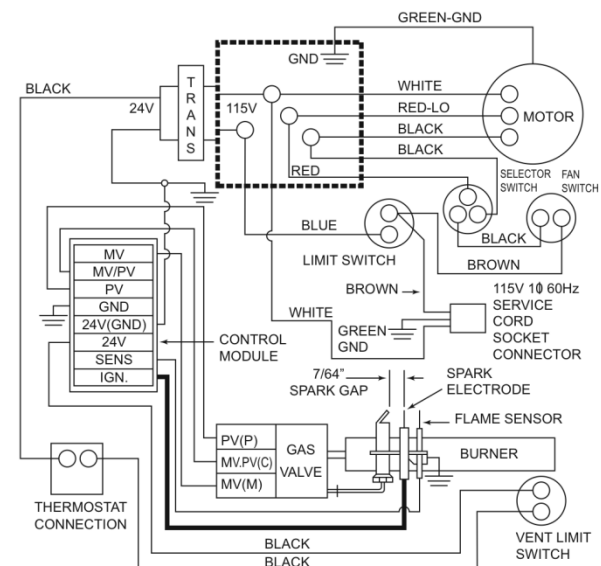 GREEN-GND
GND
BLACK
24V
TRANS
115V
WHITE
RED-LO
MOTOR
BLACK
BLACK
RED
SELECTOR
SWITCH
FAN
SWITCH
BLUE
LIMIT SWITCH
BLACK
BROWN
MV
MV/PV
PV
GND
24V(GND)
24V
SENS
IGN.
CONTROL
MODULE
BROWN
WHITE
GREEN
GND
115V 1ϕ 60Hz
SERVICE
CORD
SOCKET
CONNECTOR
7/64"
SPARK GAP
SPARK
ELECTRODE
FLAME SENSOR
PV(P)
MV.PV(C)
MV(M)
GAS
VALVE
BURNER
THERMOSTAT
CONNECTION
BLACK
BLACK
VENT LIMIT
SWITCH